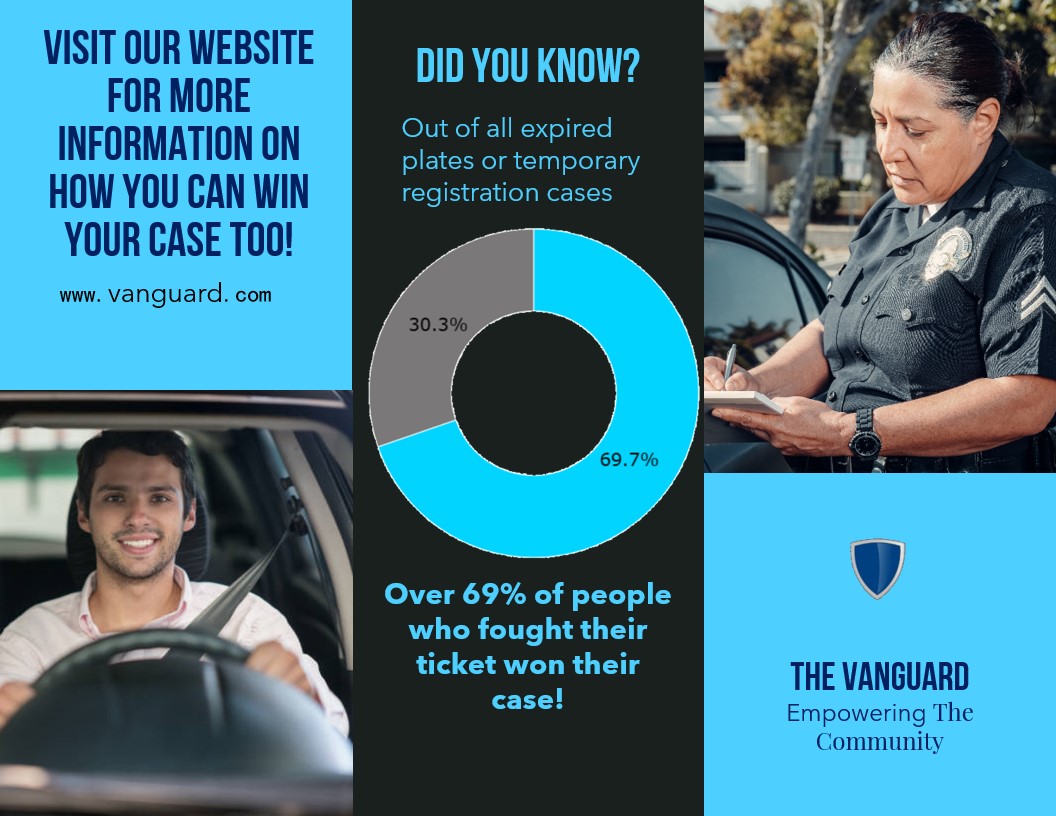 VISIT OUR WEBSITE
FOR MORE
INFORMATION ON
HOW YOU CAN WIN
YOUR CASE TOO!
www. vanguard. com
DID YOU KNOW?
Out of all expired
plates or temporary
registration cases
30.3%
69.7%
Over 69% of people
who fought their
ticket won their
case!
THE VANGUARD
Empowering The
Community